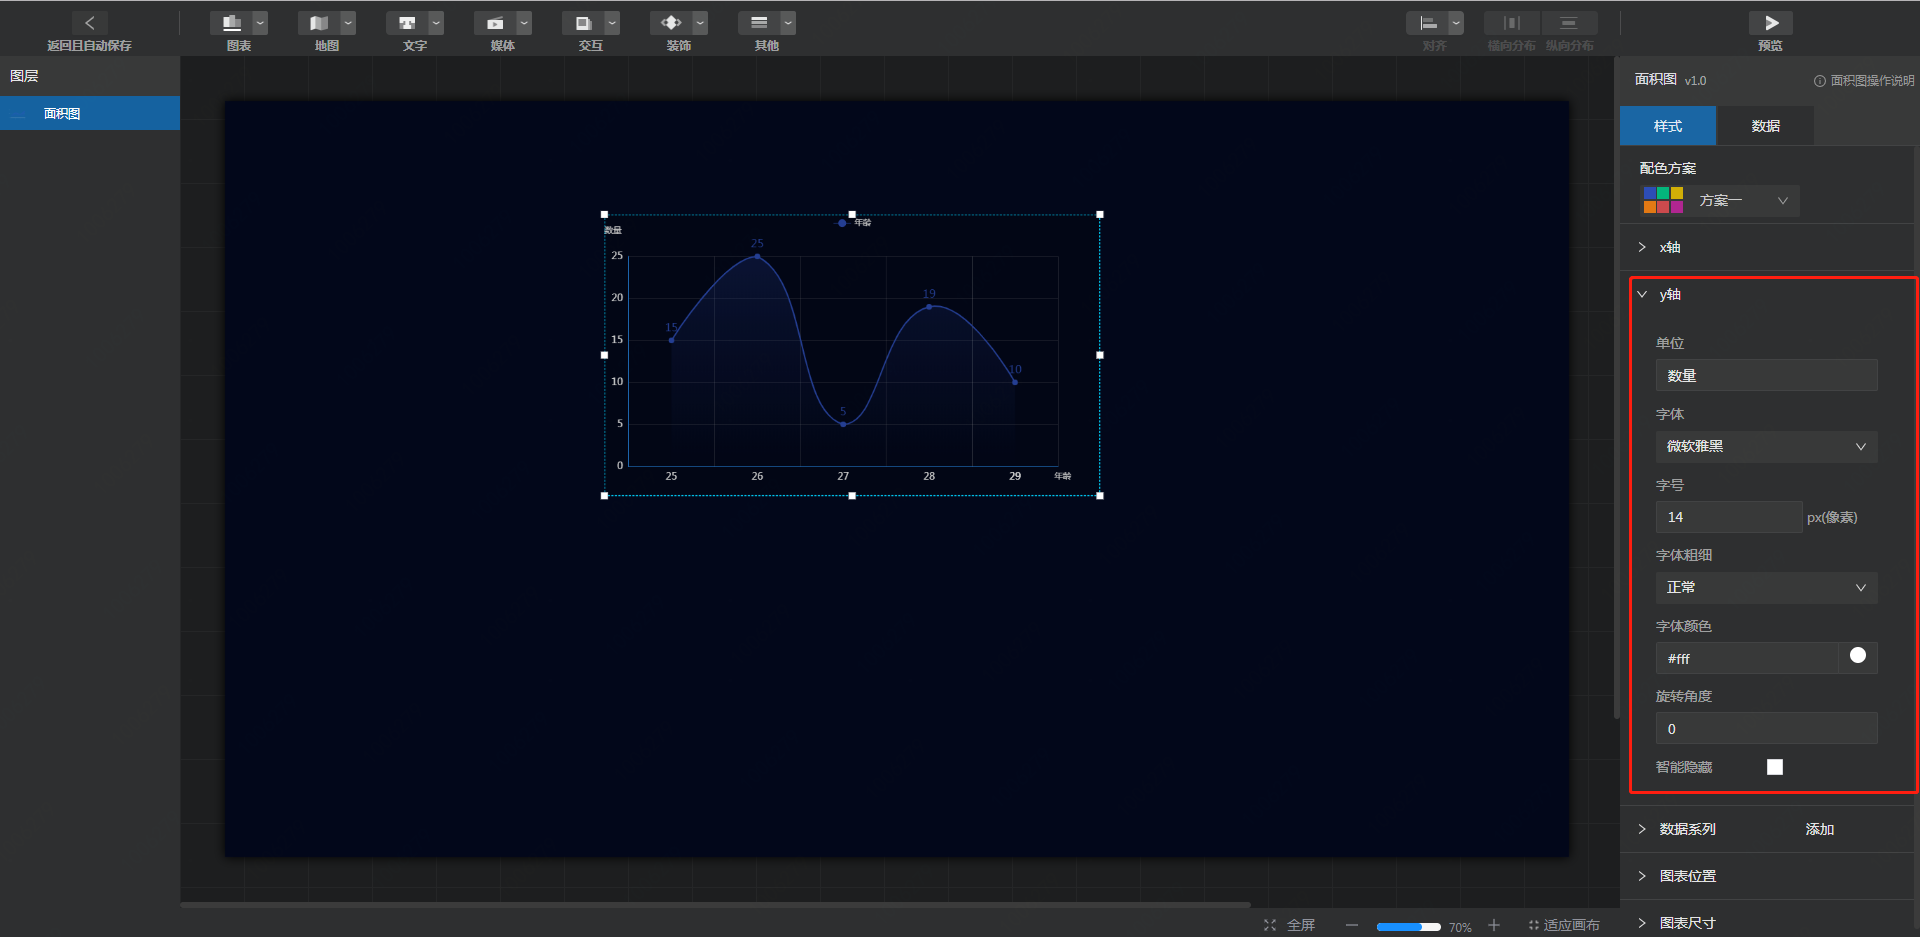 返回且自动保存
图表
地图
文字
媒体
交互
装饰
其他
对齐
横向分布
纵向分布
预览
图层
面积图
年龄
数量
25
20
15
10
5
0
15
25
5
19
10
25
26
27
28
29
年龄
面积图 v1.0
面积图操作说明
样式
数据
配色方案
方案一
x轴
y轴
单位
数量
字体
微软雅黑
字号
14
px(像素)
字体粗细
正常
字体颜色
#fff
旋转角度
0
智能隐藏
数据系列 添加
图表位置
图表尺寸
全屏
70%
适应画布